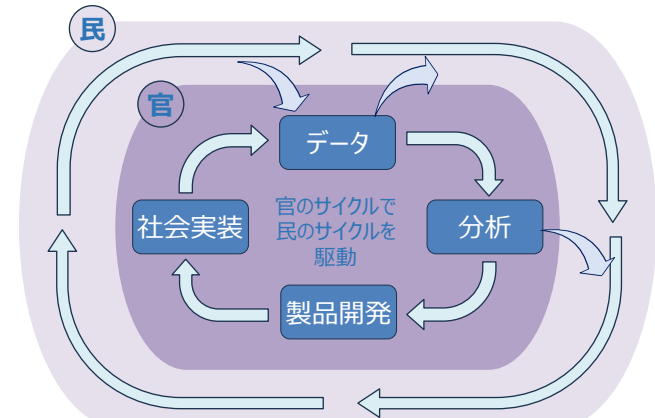 民
官
データ
社会実装
官のサイクルで
民のサイクルを
駆動
分析
製品開発